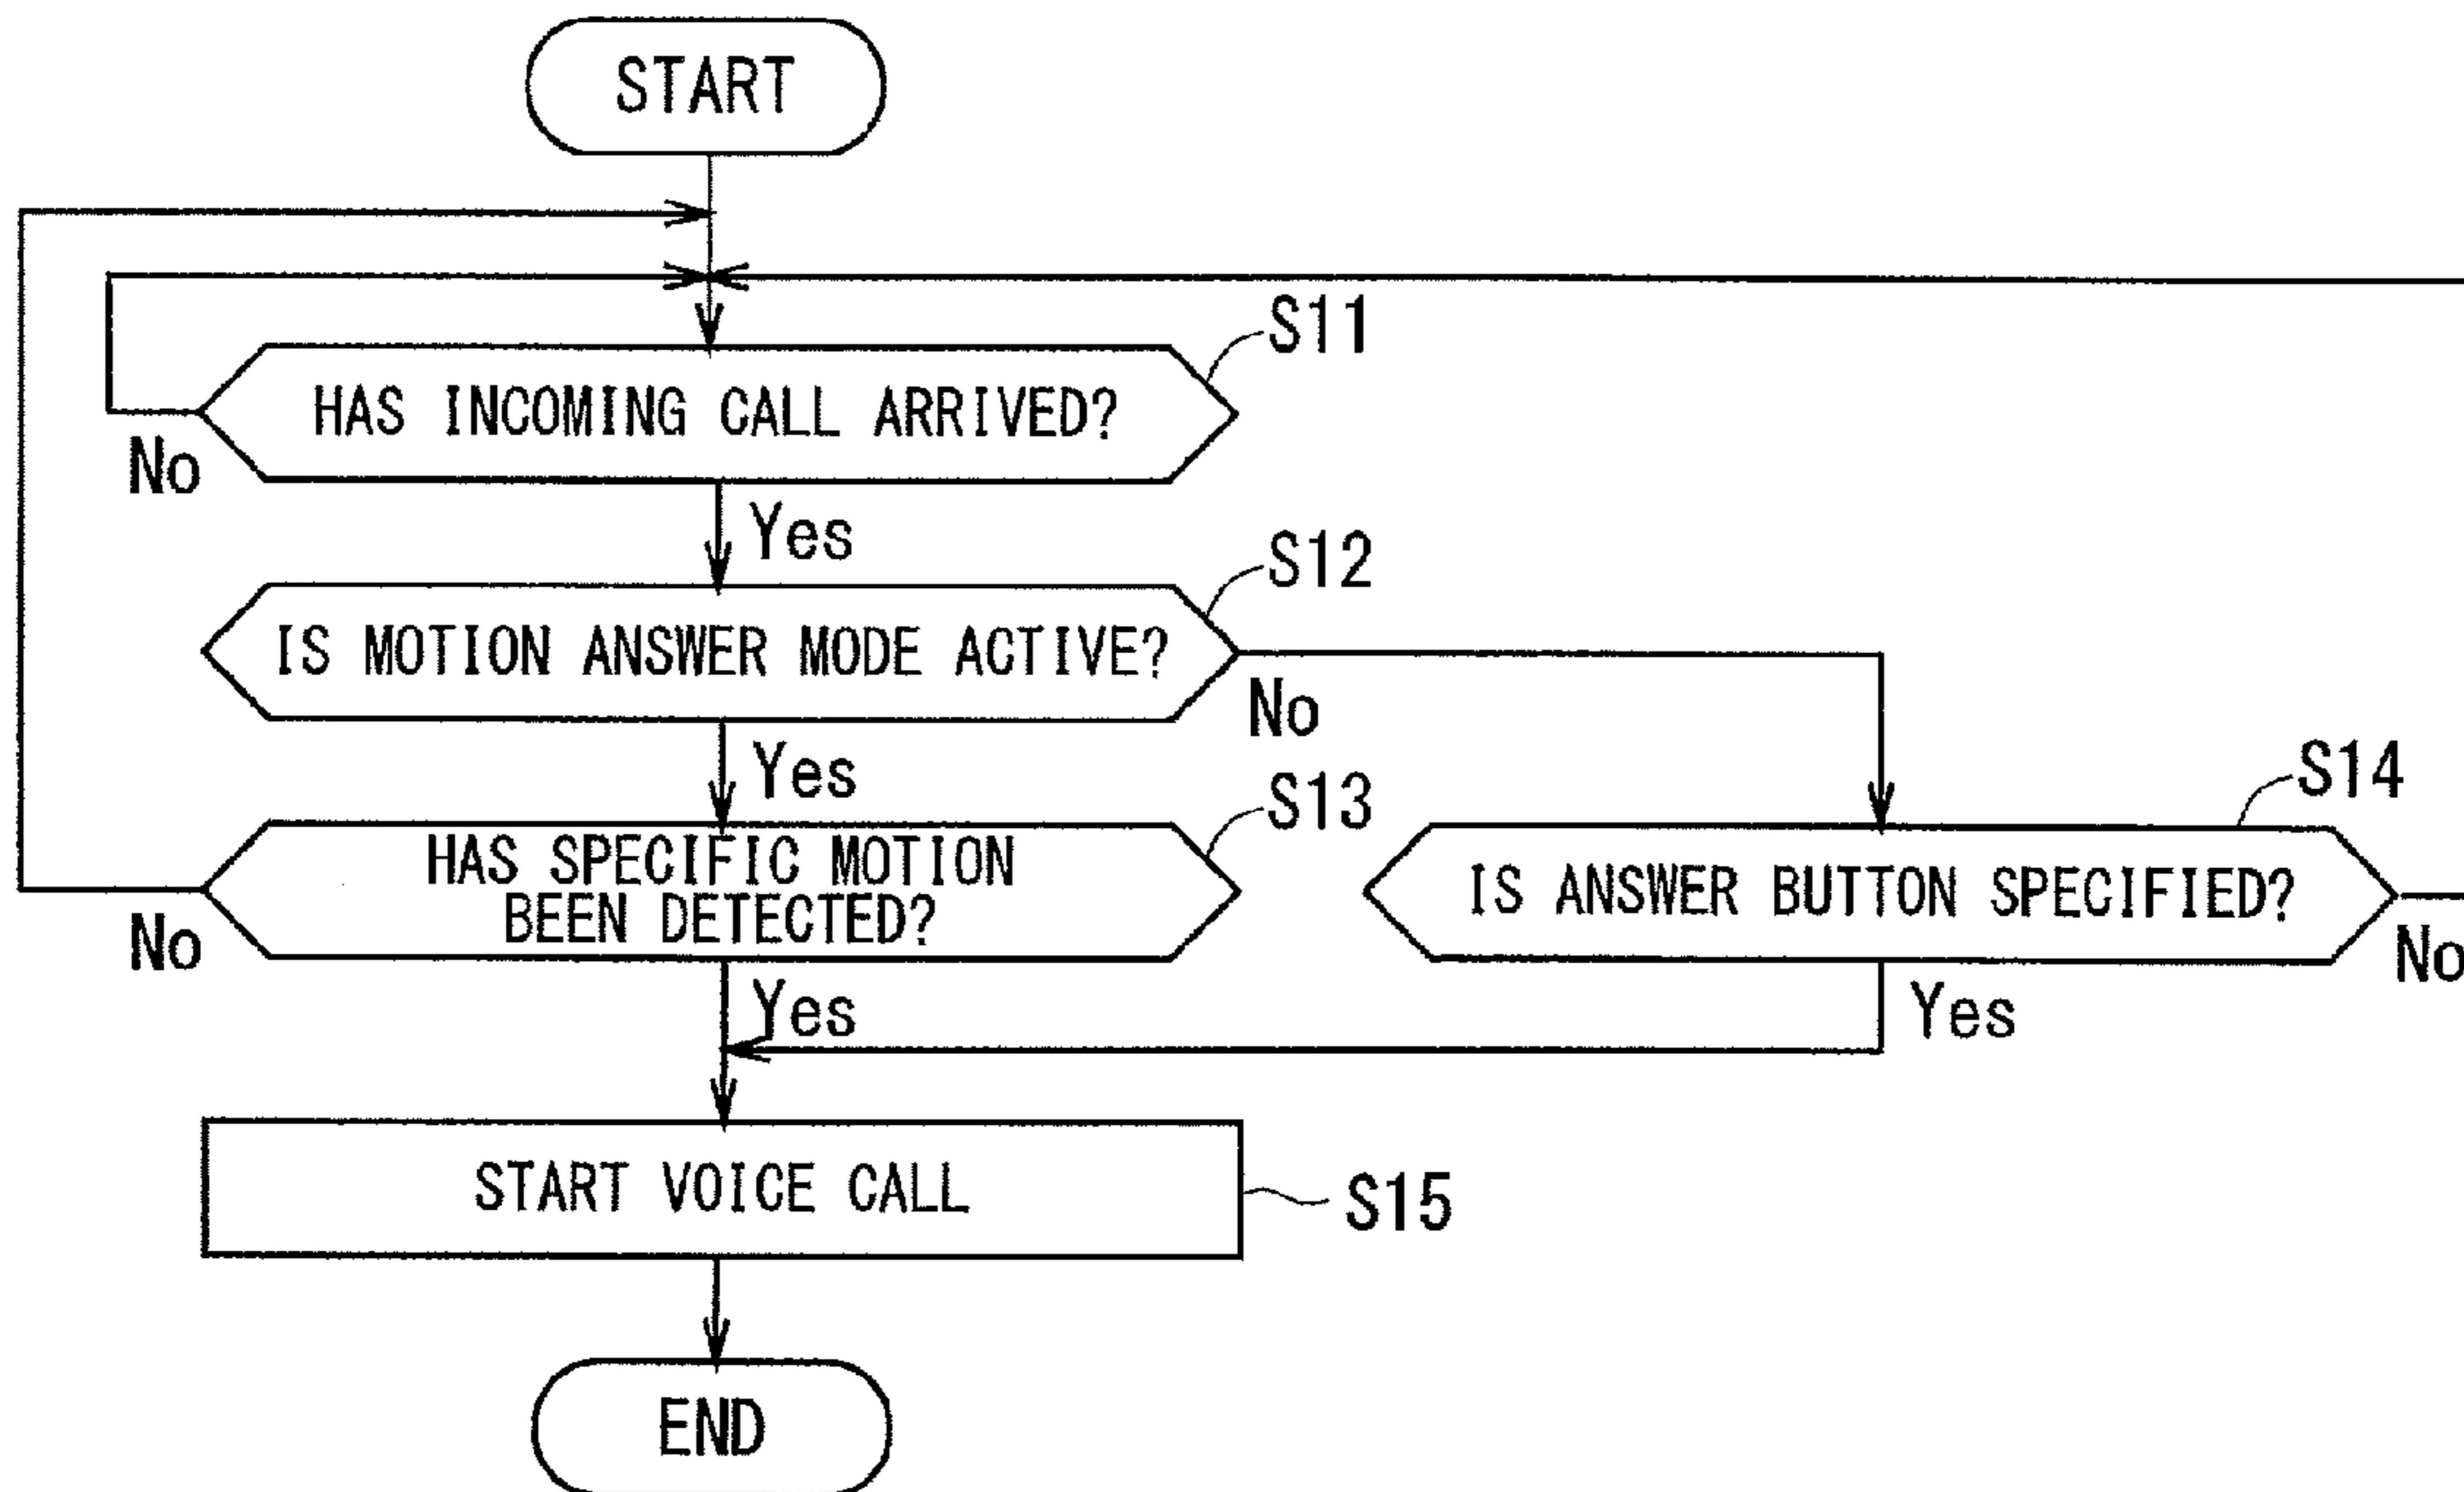 START
S11
HAS INCOMING CALL ARRIVED?
No
Yes
S12
IS MOTION ANSWER MODE ACTIVE?
No
Yes
S13
S14
HAS SPECIFIC MOTION
BEEN DETECTED?
IS ANSWER BUTTON SPECIFIED?
No
No
Yes
Yes
START VOICE CALL
S15
END